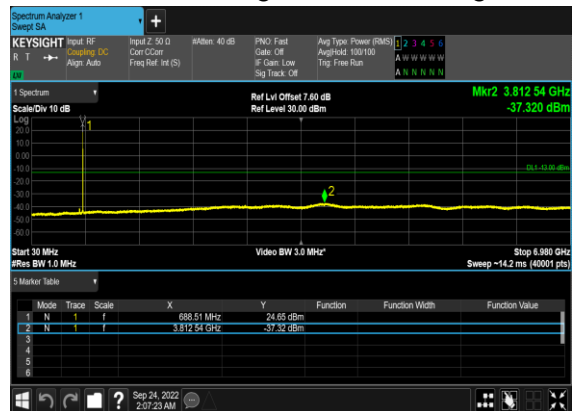 Spectrum Analyzer 1
Swept SA
+
KEYSIGHT Input: RF Input Z: 50 Ω #Atten: 40 dB PNO: Fast Avg Type: Power (RMS) 1 2 3 4 5 6
R T Coupling: DC Corr CCorr Gate: Off Avg|Hold: 100/100 A W W W W W
Align: Auto Freq Ref: Int (S) IF Gain: Low Trig: Free Run
LXI Sig Track: Off A N N N N N
1 Spectrum Ref Lvl Offset 7.60 dB Mkr2 3.812 54 GHz
Scale/Div 10 dB Ref Level 30.00 dBm -37.320 dBm
Log
20.0 1
10.0
0.00
-10.0 DL1 -13.00 dBm
-20.0
-30.0 2
-40.0
-50.0
-60.0
Start 30 MHz Video BW 3.0 MHz* Stop 6.980 GHz
#Res BW 1.0 MHz Sweep ~14.2 ms (40001 pts)
5 Marker Table
Mode Trace Scale X Y Function Function Width Function Value
1 N 1 f 688.51 MHz 24.65 dBm
2 N 1 f 3.812 54 GHz -37.32 dBm
3
4
5
6
? Sep 24, 2022
2:07:23 AM